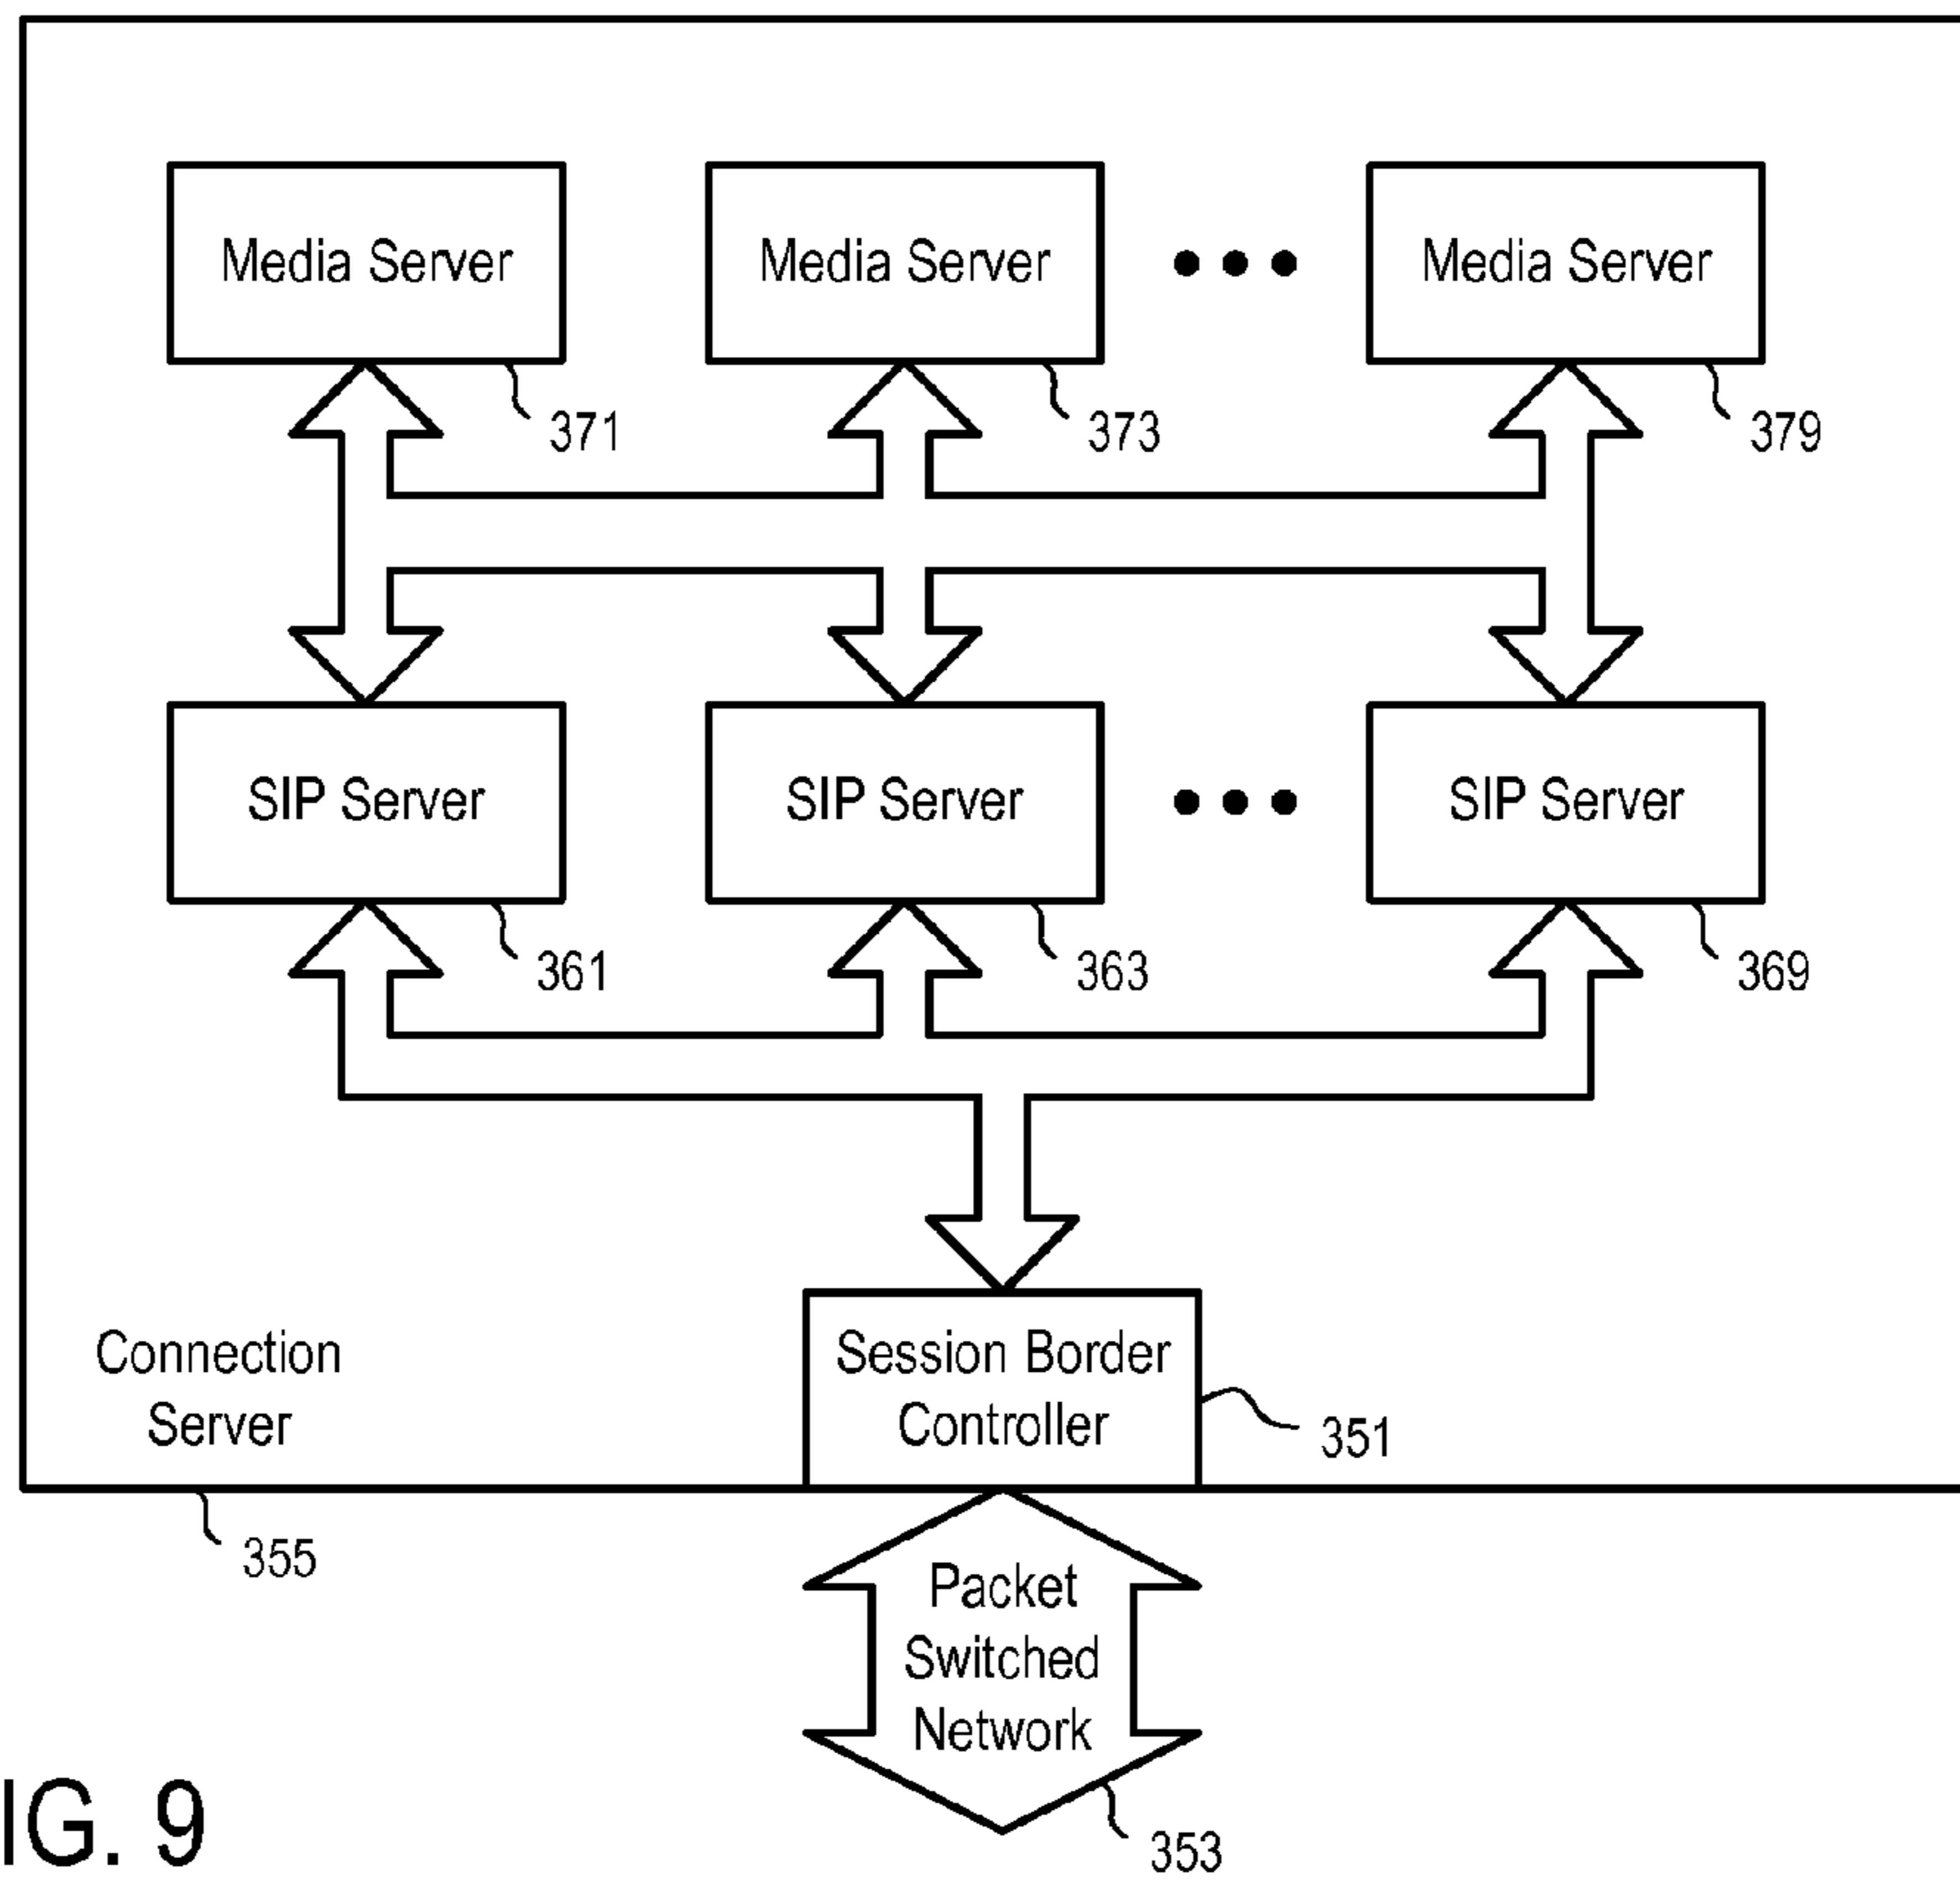 Media Server Media Server Media Server
371 373 379
SIP Server SIP Server SIP Server
361 363 369
Connection
Server
Session Border
Controller
351
355
Packet
Switched
Network
353
IG. 9